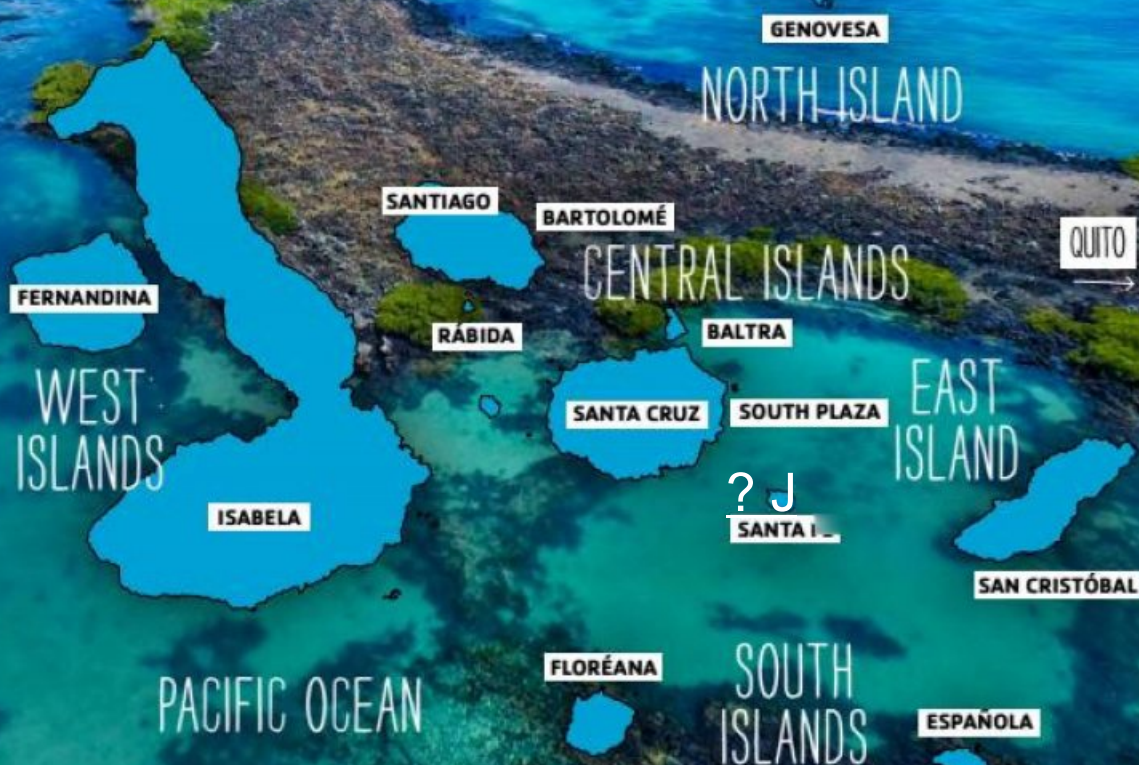 GENOVESA
NORTH ISLAND
SANTIAGO
BARTOLOMÉ
QUITO
CENTRAL ISLANDS
FERNANDINA
RÁBIDA
BALTRA
WEST
ISLANDS
SANTA CRUZ
SOUTH PLAZA
EAST
ISLAND
? J
SANTA
ISABELA
SAN CRISTÓBAL
FLORÉANA
SOUTH
ISLANDS
PACIFIC OCEAN
ESPAÑOLA